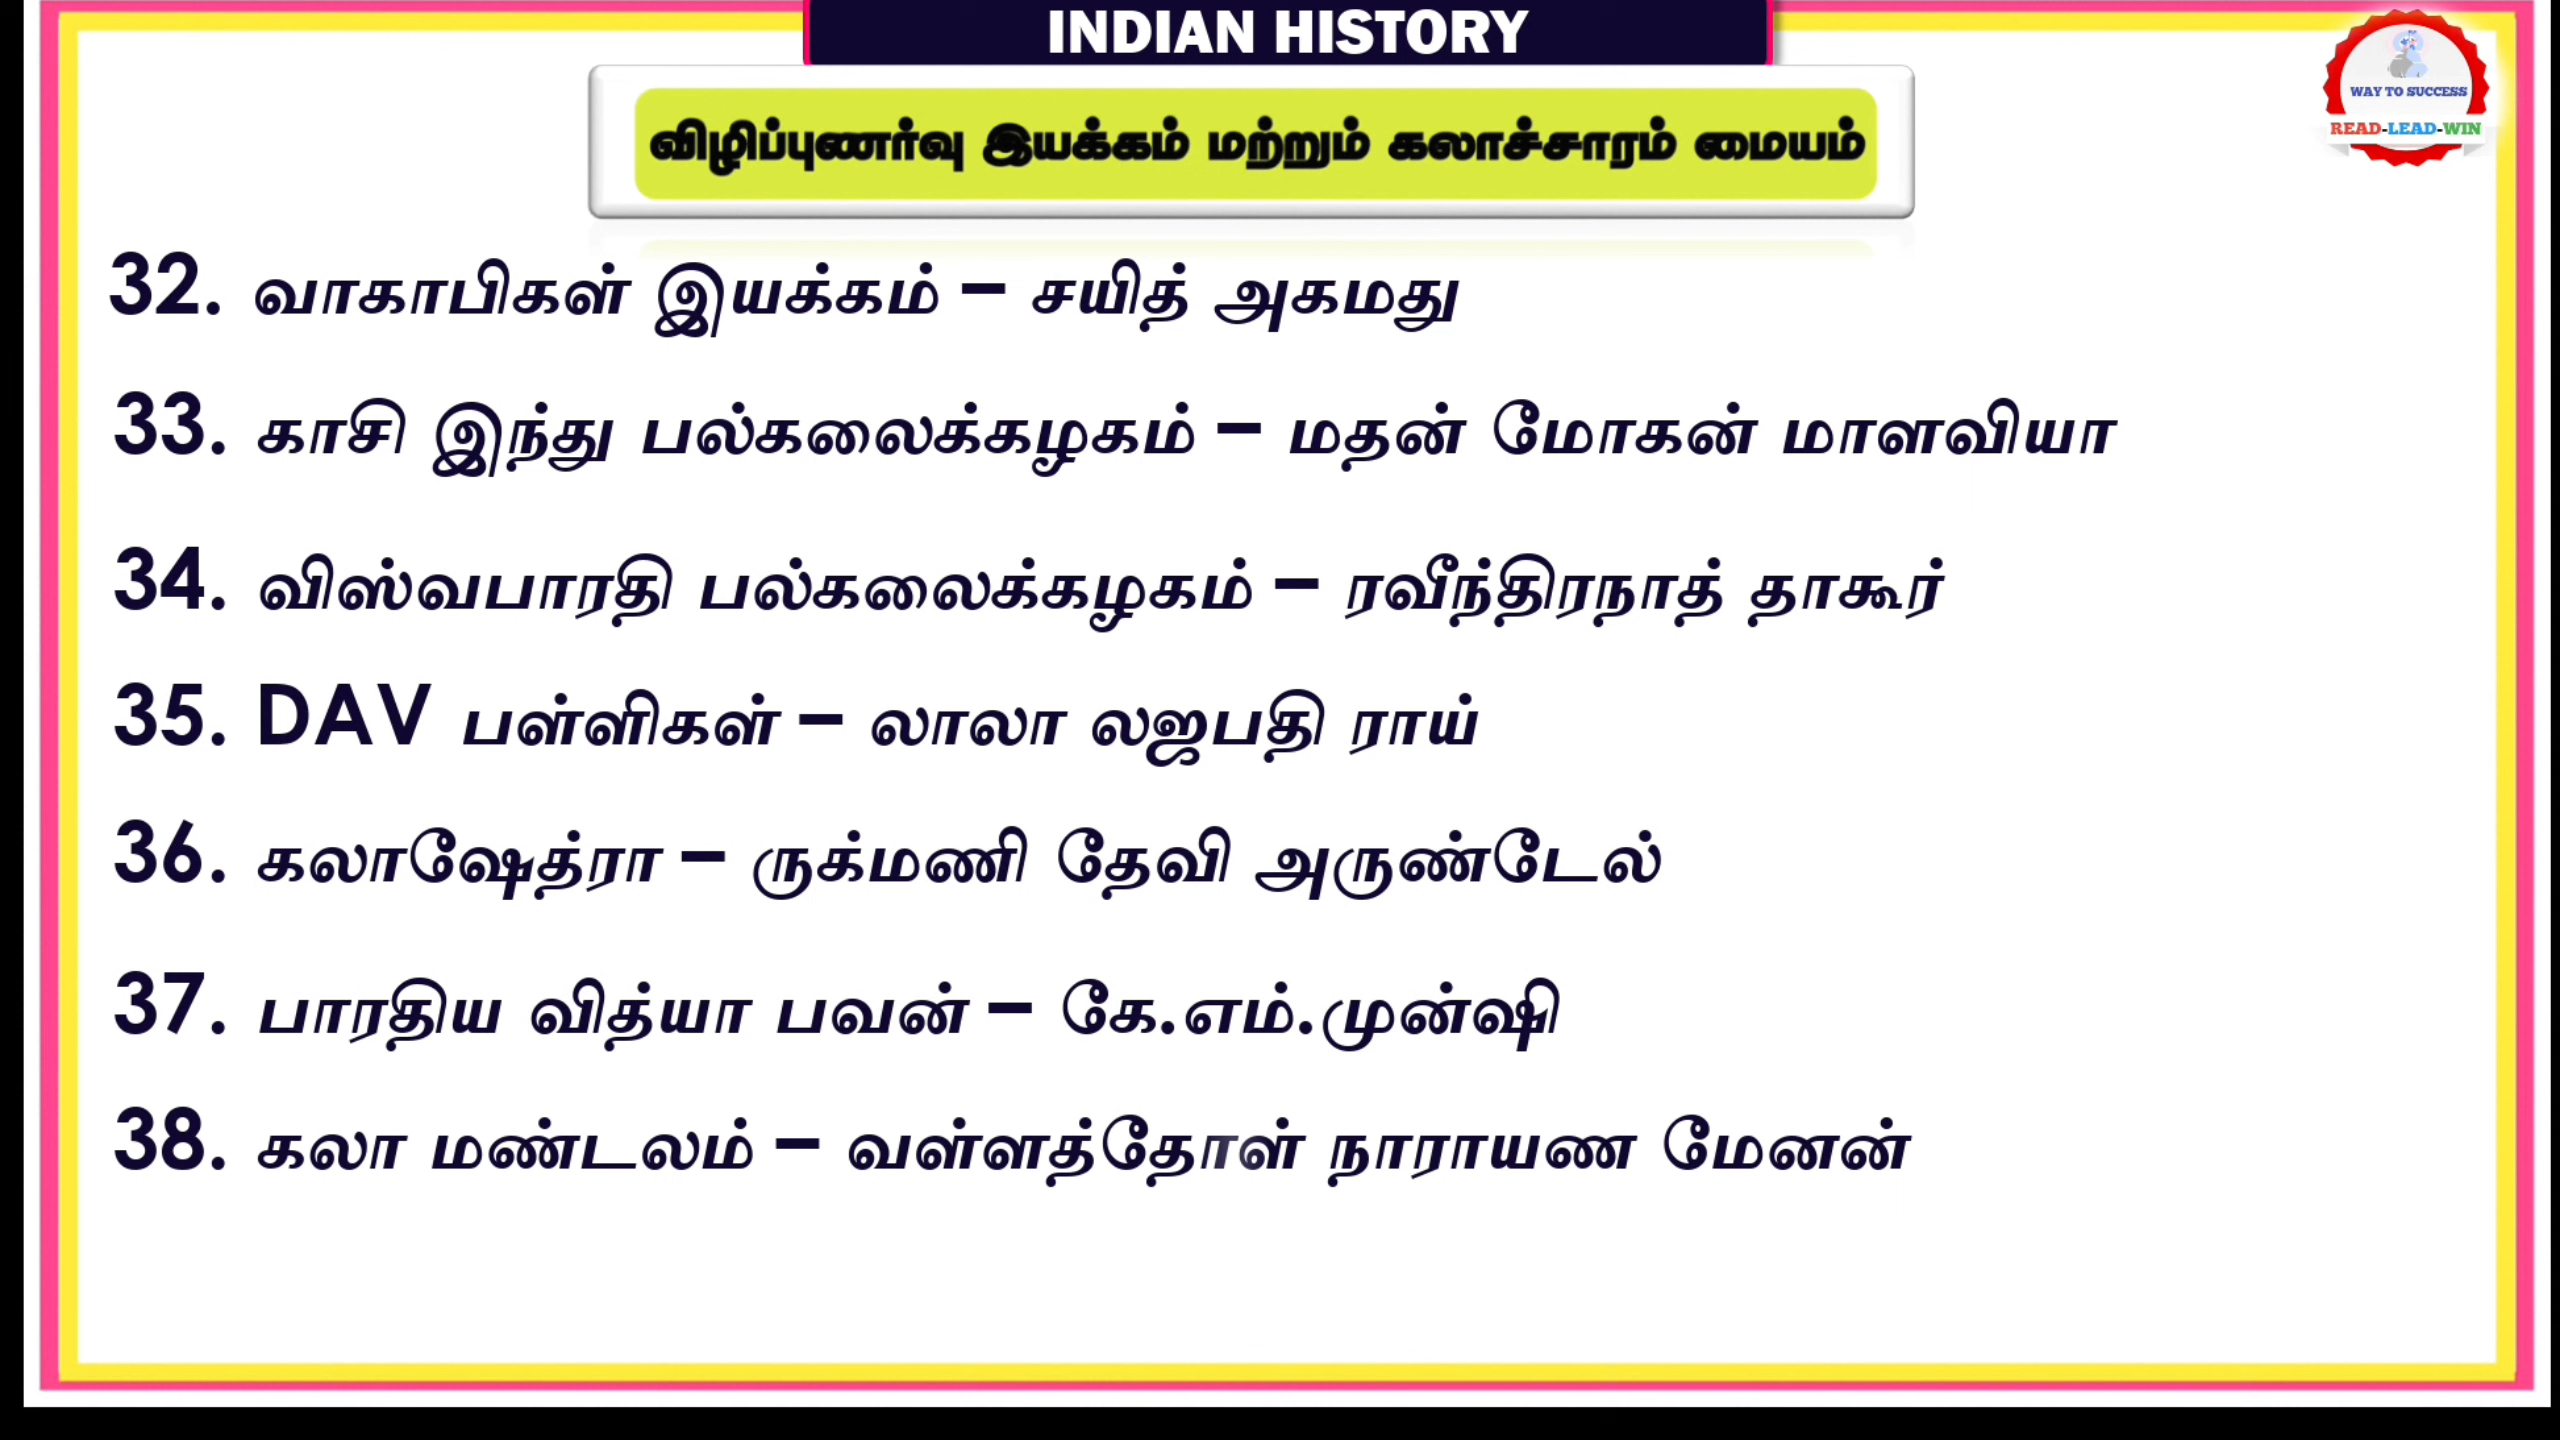 INDIAN HISTORY
WAY TO SUCCESS
READ-LEAD-WIN
விழிப்புணர்வு இயக்கம் மற்றும் கலாச்சாரம் மையம்
32. வாகாபிகள் இயக்கம் – சயித் அகமது
33. காசி இந்து பல்கலைக்கழகம் – மதன் மோகன் மாளவியா
34. விஸ்வபாரதி பல்கலைக்கழகம் – ரவீந்திரநாத் தாகூர்
35. DAV பள்ளிகள் – லாலா லஜபதி ராய்
36. கலாஷேத்ரா – ருக்மணி தேவி அருண்டேல்
37. பாரதிய வித்யா பவன் – கே.எம்.முன்ஷி
38. கலா மண்டலம் – வள்ளத்தோள் நாராயண மேனன்